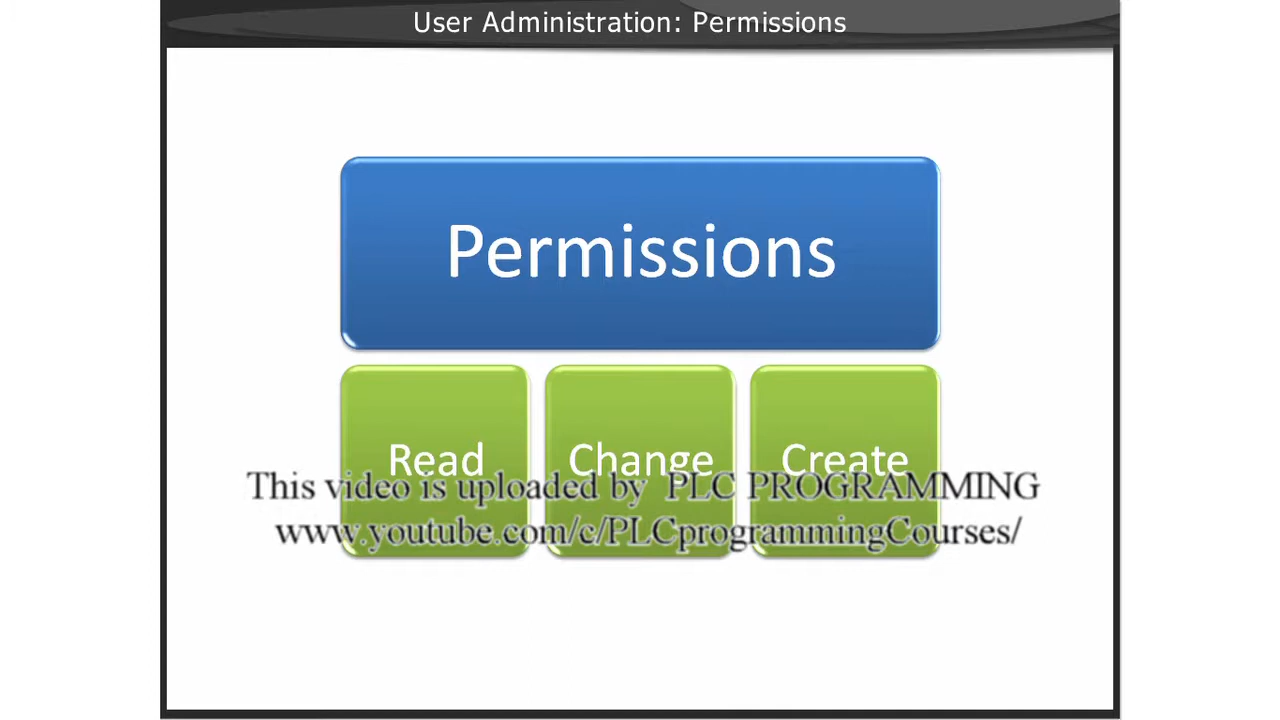 User Administration: Permissions
Permissions
Read Change Create
This video is uploaded by PLC PROGRAMMING
www.youtube.com/c/PLCprogrammingCourses/